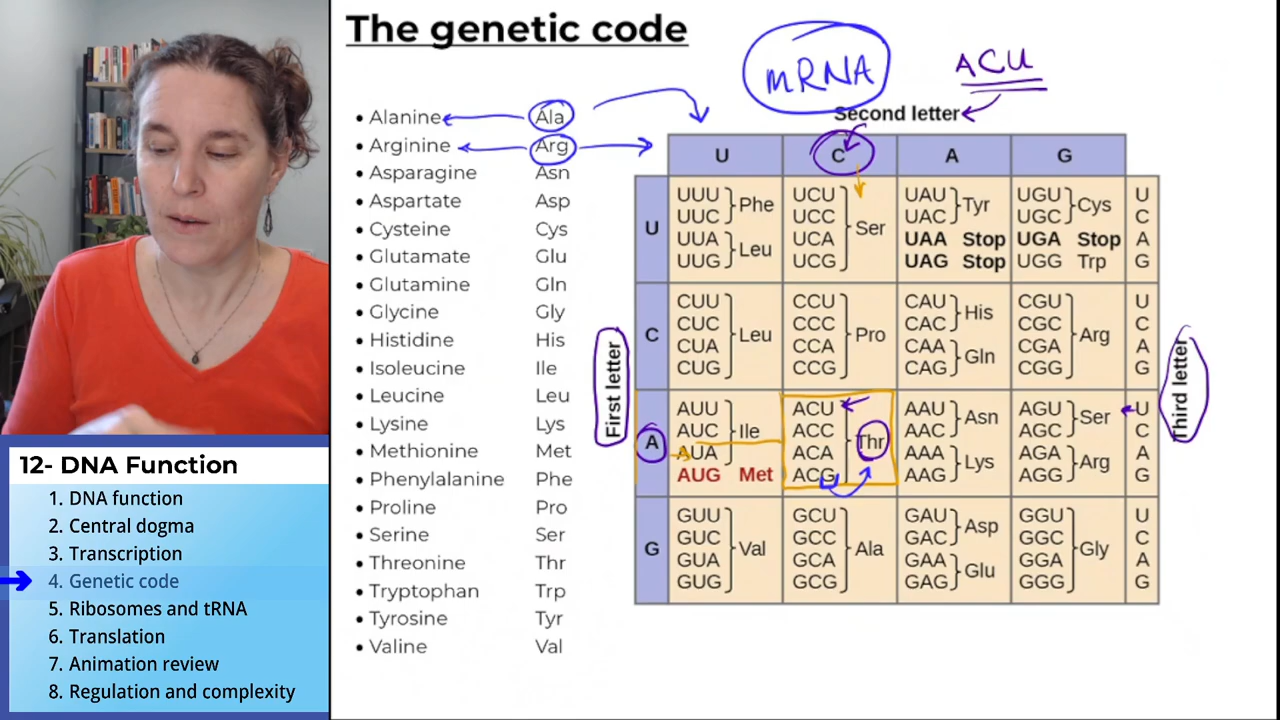 The genetic code
mRNA
ACU
• Alanine Ala
• Arginine Arg
• Asparagine Asn
• Aspartate Asp
• Cysteine Cys
• Glutamate Glu
• Glutamine Gln
• Glycine Gly
• Histidine His
• Isoleucine Ile
• Leucine Leu
• Lysine Lys
• Methionine Met
• Phenylalanine Phe
• Proline Pro
• Serine Ser
• Threonine Thr
• Tryptophan Trp
• Tyrosine Tyr
• Valine Val
Second letter
U C A G
First letter
Third letter
U
UUU UUC Phe UUA UUG Leu
UCU UCC UCA UCG Ser
UAU UAC Tyr UAA Stop UAG Stop
UGU UGC Cys UGA Stop UGG Trp
U C A G
C
CUU CUC CUA CUG Leu
CCU CCC CCA CCG Pro
CAU CAC His CAA CAG Gln
CGU CGC CGA CGG Arg
U C A G
A
AUU AUC AUA Ile AUG Met
ACU ACC ACA ACG Thr
AAU AAC Asn AAA AAG Lys
AGU AGC Ser AGA AGG Arg
U C A G
G
GUU GUC GUA GUG Val
GCU GCC GCA GCG Ala
GAU GAC Asp GAA GAG Glu
GGU GGC GGA GGG Gly
U C A G
12- DNA Function
1. DNA function
2. Central dogma
3. Transcription
4. Genetic code
5. Ribosomes and tRNA
6. Translation
7. Animation review
8. Regulation and complexity